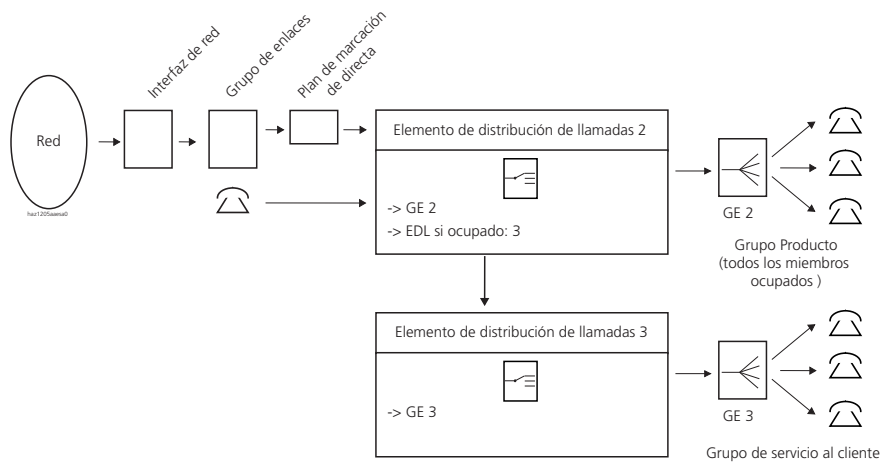 Interfaz de red
Grupo de enlaces
Plan de marcación
de directa
Red
haz1205aaesa0
Elemento de distribución de llamadas 2
-> GE 2
-> EDL si ocupado: 3
GE 2
Grupo Producto
(todos los miembros
ocupados )
Elemento de distribución de llamadas 3
-> GE 3
GE 3
Grupo de servicio al cliente